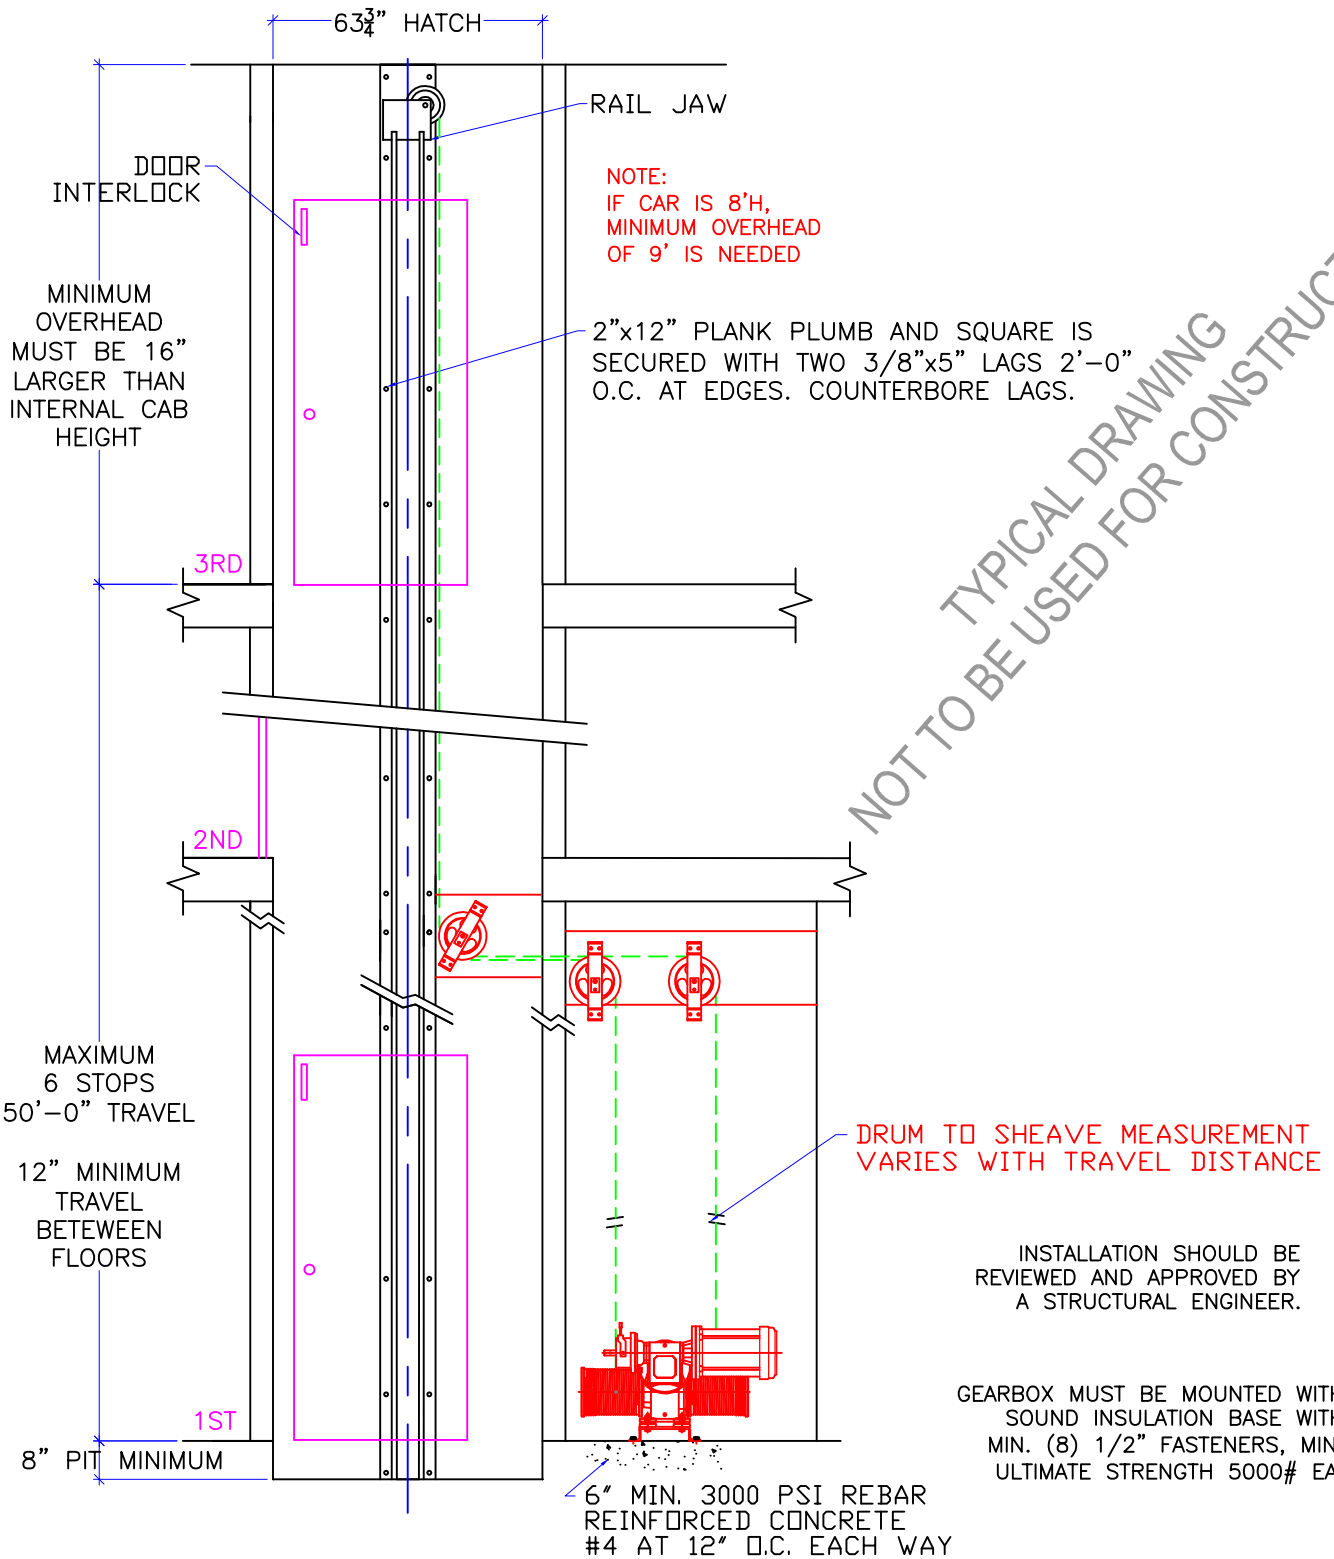 63 3/4" HATCH
RAIL JAW
DOOR
INTERLOCK
NOTE:
IF CAR IS 8'H,
MINIMUM OVERHEAD
OF 9' IS NEEDED
MINIMUM
OVERHEAD
MUST BE 16"
LARGER THAN
INTERNAL CAB
HEIGHT
2"x12" PLANK PLUMB AND SQUARE IS
SECURED WITH TWO 3/8"x5" LAGS 2'-0"
O.C. AT EDGES. COUNTERBORE LAGS.
TYPICAL DRAWING
NOT TO BE USED FOR CONSTRUCT
3RD
2ND
MAXIMUM
6 STOPS
50'-0" TRAVEL
12" MINIMUM
TRAVEL
BETEWEEN
FLOORS
DRUM TO SHEAVE MEASUREMENT
VARIES WITH TRAVEL DISTANCE
INSTALLATION SHOULD BE
REVIEWED AND APPROVED BY
A STRUCTURAL ENGINEER.
GEARBOX MUST BE MOUNTED WITH
SOUND INSULATION BASE WITH
MIN. (8) 1/2" FASTENERS, MIN.
ULTIMATE STRENGTH 5000# EA
1ST
8" PIT MINIMUM
6" MIN. 3000 PSI REBAR
REINFORCED CONCRETE
#4 AT 12" O.C. EACH WAY